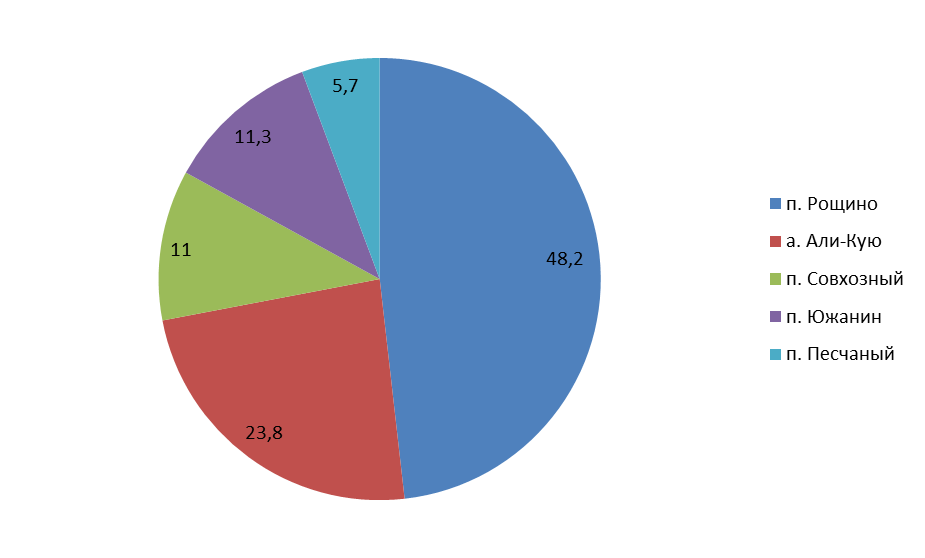 5,7
11,3
11
48,2
23,8
п. Рощино
а. Али-Кую
п. Совхозный
п. Южанин
п. Песчаный